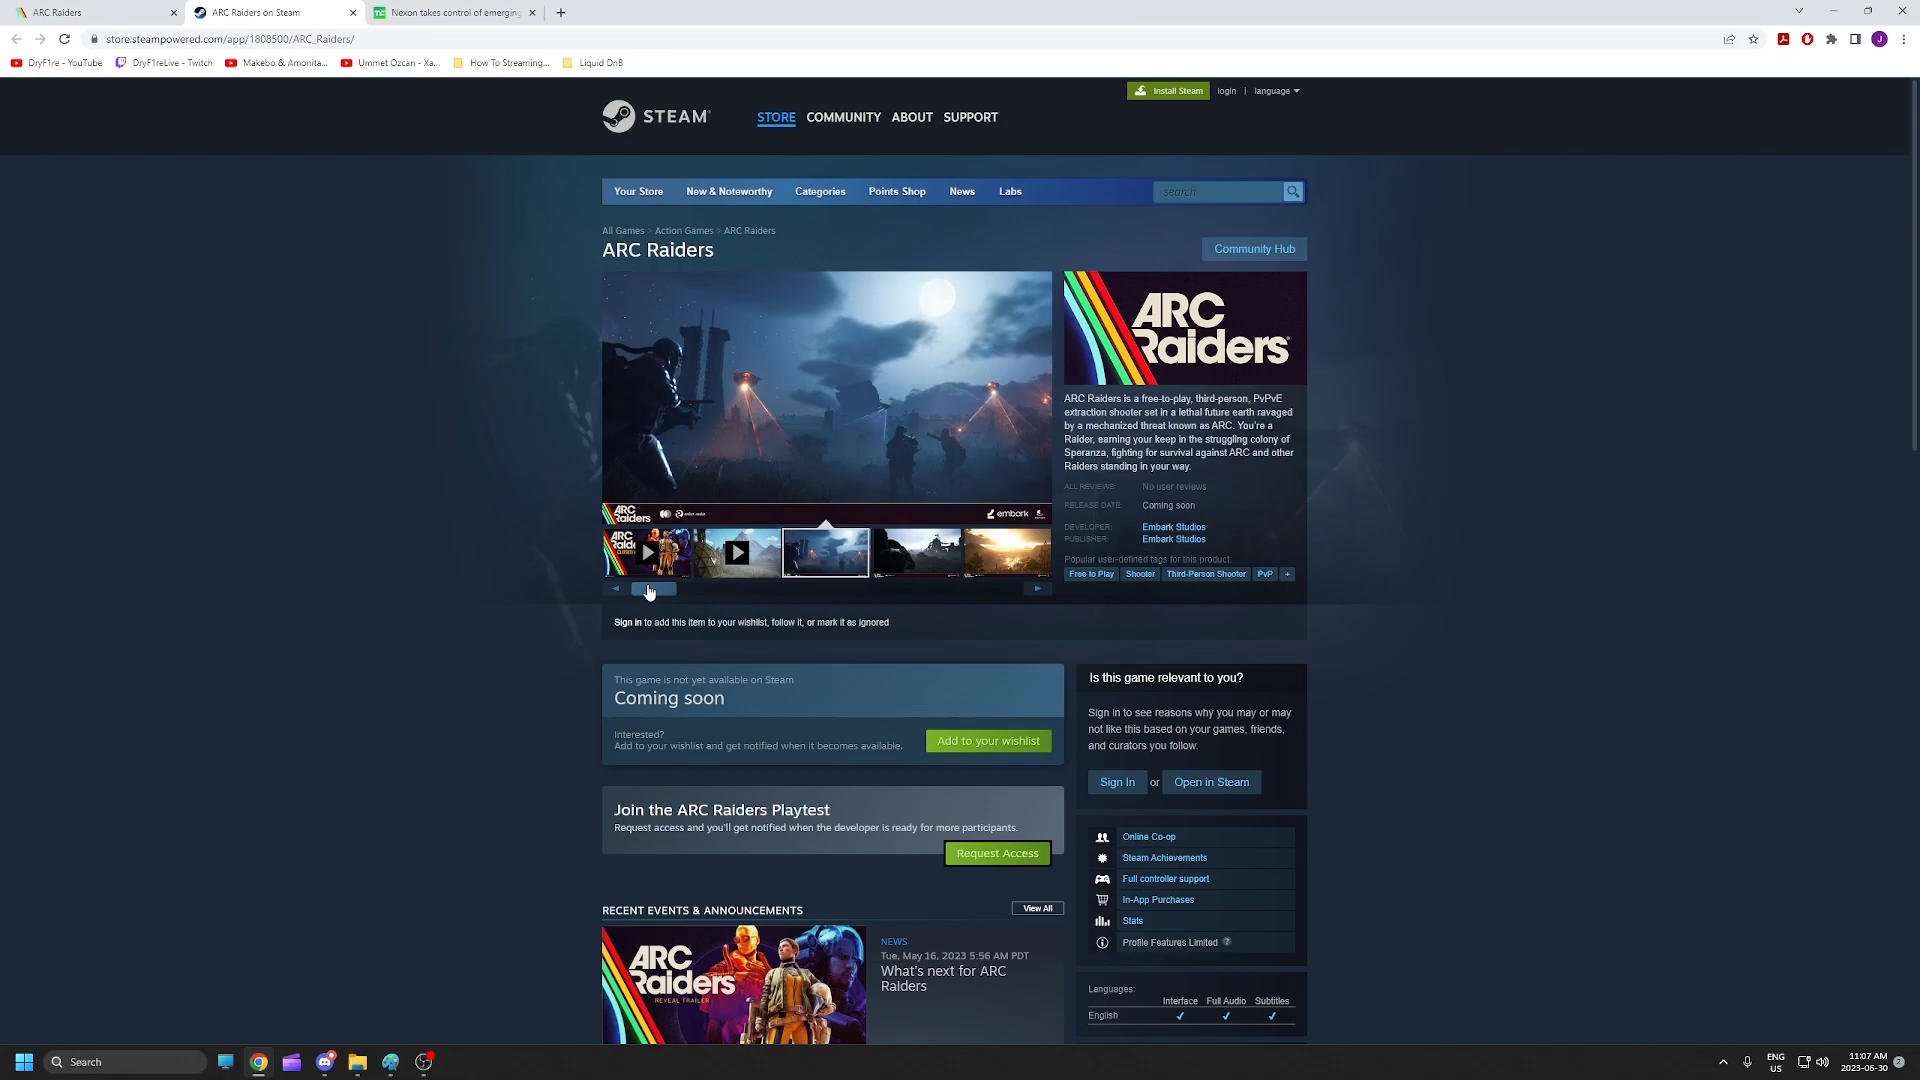 ARC Raiders
ARC Raiders on Steam
Nexon takes control of emerging
store.steampowered.com/app/1808500/ARC_Raiders/
DryF1re - YouTube
DryF1reLive - Twitch
Makebo & Amonita...
Ummet Ozcan - Xa...
How To Streaming...
Liquid DnB
J
Install Steam
login | language
STEAM
STORE COMMUNITY ABOUT SUPPORT
Your Store New & Noteworthy Categories Points Shop News Labs
search
All Games > Action Games > ARC Raiders
ARC Raiders
Community Hub
ARC
Raiders
ARC Raiders is a free-to-play, third-person, PvPvE
extraction shooter set in a lethal future earth ravaged
by a mechanized threat known as ARC. You're a
Raider, earning your keep in the struggling colony of
Speranza, fighting for survival against ARC and other
Raiders standing in your way.
ALL REVIEWS: No user reviews
RELEASE DATE: Coming soon
DEVELOPER: Embark Studios
PUBLISHER: Embark Studios
Popular user-defined tags for this product:
Free to Play Shooter Third-Person Shooter PvP +
ARC
Raiders
embark
Sign in to add this item to your wishlist, follow it, or mark it as ignored
This game is not yet available on Steam
Coming soon
Interested?
Add to your wishlist and get notified when it becomes available.
Add to your wishlist
Join the ARC Raiders Playtest
Request access and you'll get notified when the developer is ready for more participants.
Request Access
Is this game relevant to you?
Sign in to see reasons why you may or may
not like this based on your games, friends,
and curators you follow.
Sign In or Open in Steam
Online Co-op
Steam Achievements
Full controller support
In-App Purchases
Stats
Profile Features Limited ?
Languages:
Interface Full Audio Subtitles
English ✔ ✔ ✔
RECENT EVENTS & ANNOUNCEMENTS
View All
ARC
Raiders
REVEAL TRAILER
NEWS
Tue, May 16, 2023 5:56 AM PDT
What's next for ARC
Raiders
Search
ENG
US
11:07 AM
2023-06-30
2